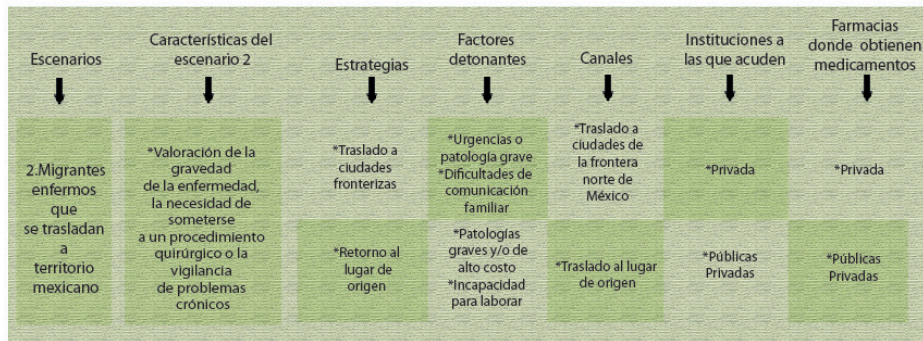 Escenarios
Características del
escenario 2
Estrategias
Factores
detonantes
Canales
Instituciones a
las que acuden
Farmacias
donde obtienen
medicamentos
2.Migrantes
enfermos
que
se trasladan
a
territorio
mexicano
*Valoración de la
gravedad
de la enfermedad,
la necesidad de
someterse
a un procedimiento
quirúrgico o la
vigilancia
de problemas
crónicos
*Traslado a
ciudades
fronterizas
*Urgencias o
patología grave
*Dificultades de
comunicación
familiar
*Traslado a
ciudades de
la frontera
norte de
México
*Privada
*Privada
*Retorno al
lugar de
origen
*Patologías
graves y/o de
alto costo
*Incapacidad
para laborar
*Traslado al lugar
de origen
*Públicas
Privadas
*Públicas
Privadas